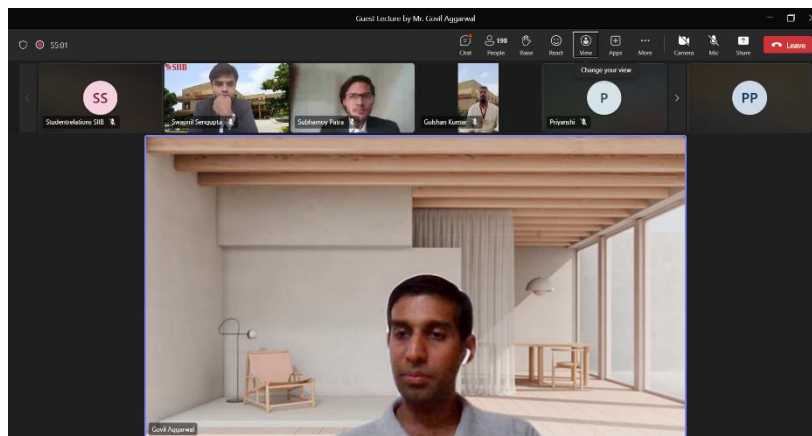 Guest Lecture by Mr. Govil Aggarwal
55:01
198
Chat People Raise React View Apps More Camera Mic Share Leave
Change your view
SIIB
SS P PP
Studentrelations SIIB Swapnil Sengupta Subhamoy Patra Gulshan Kumar Priyanshi
Govil Aggarwal